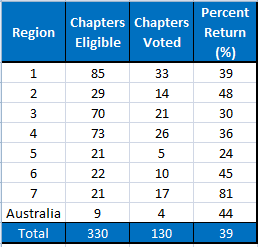 Region Chapters Eligible Chapters Voted Percent Return (%)
1 85 33 39
2 29 14 48
3 70 21 30
4 73 26 36
5 21 5 24
6 22 10 45
7 21 17 81
Australia 9 4 44
Total 330 130 39